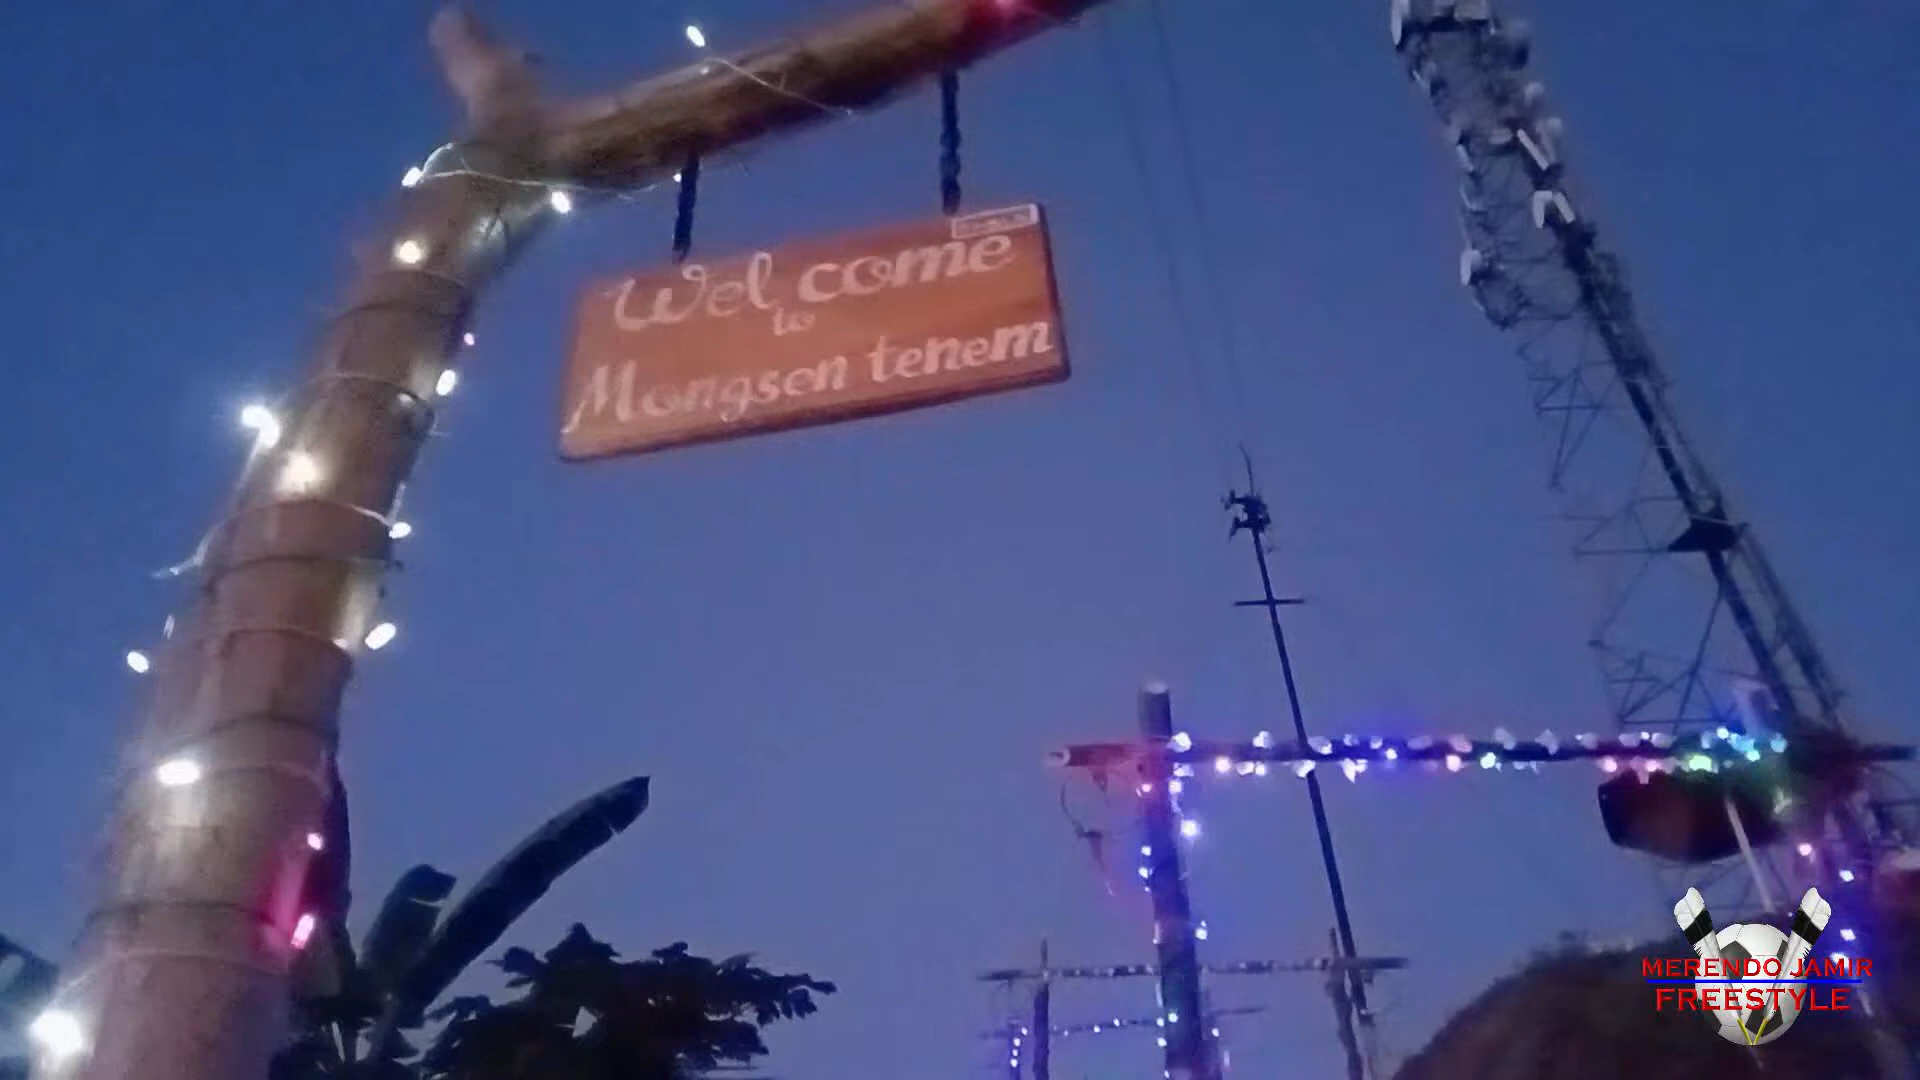 Wel come
to
Mongsen tenem
MERENDO JAMIR
FREESTYLE